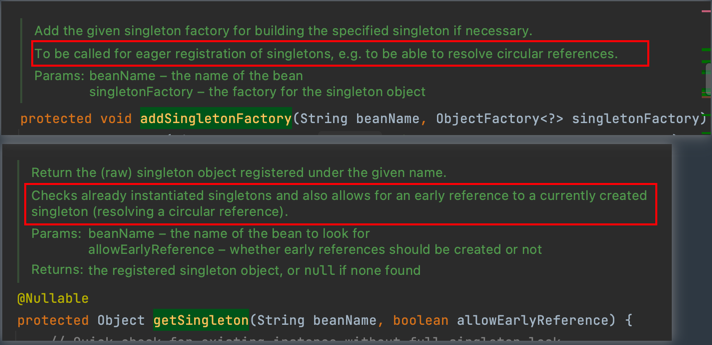 Add the given singleton factory for building the specified singleton if necessary.
To be called for eager registration of singletons, e.g. to be able to resolve circular references.
Params: beanName – the name of the bean
singletonFactory – the factory for the singleton object
protected void addSingletonFactory(String beanName, ObjectFactory<?> singletonFactory)
Return the (raw) singleton object registered under the given name.
Checks already instantiated singletons and also allows for an early reference to a currently created
singleton (resolving a circular reference).
Params: beanName – the name of the bean to look for
allowEarlyReference – whether early references should be created or not
Returns: the registered singleton object, or null if none found
@Nullable
protected Object getSingleton(String beanName, boolean allowEarlyReference) {